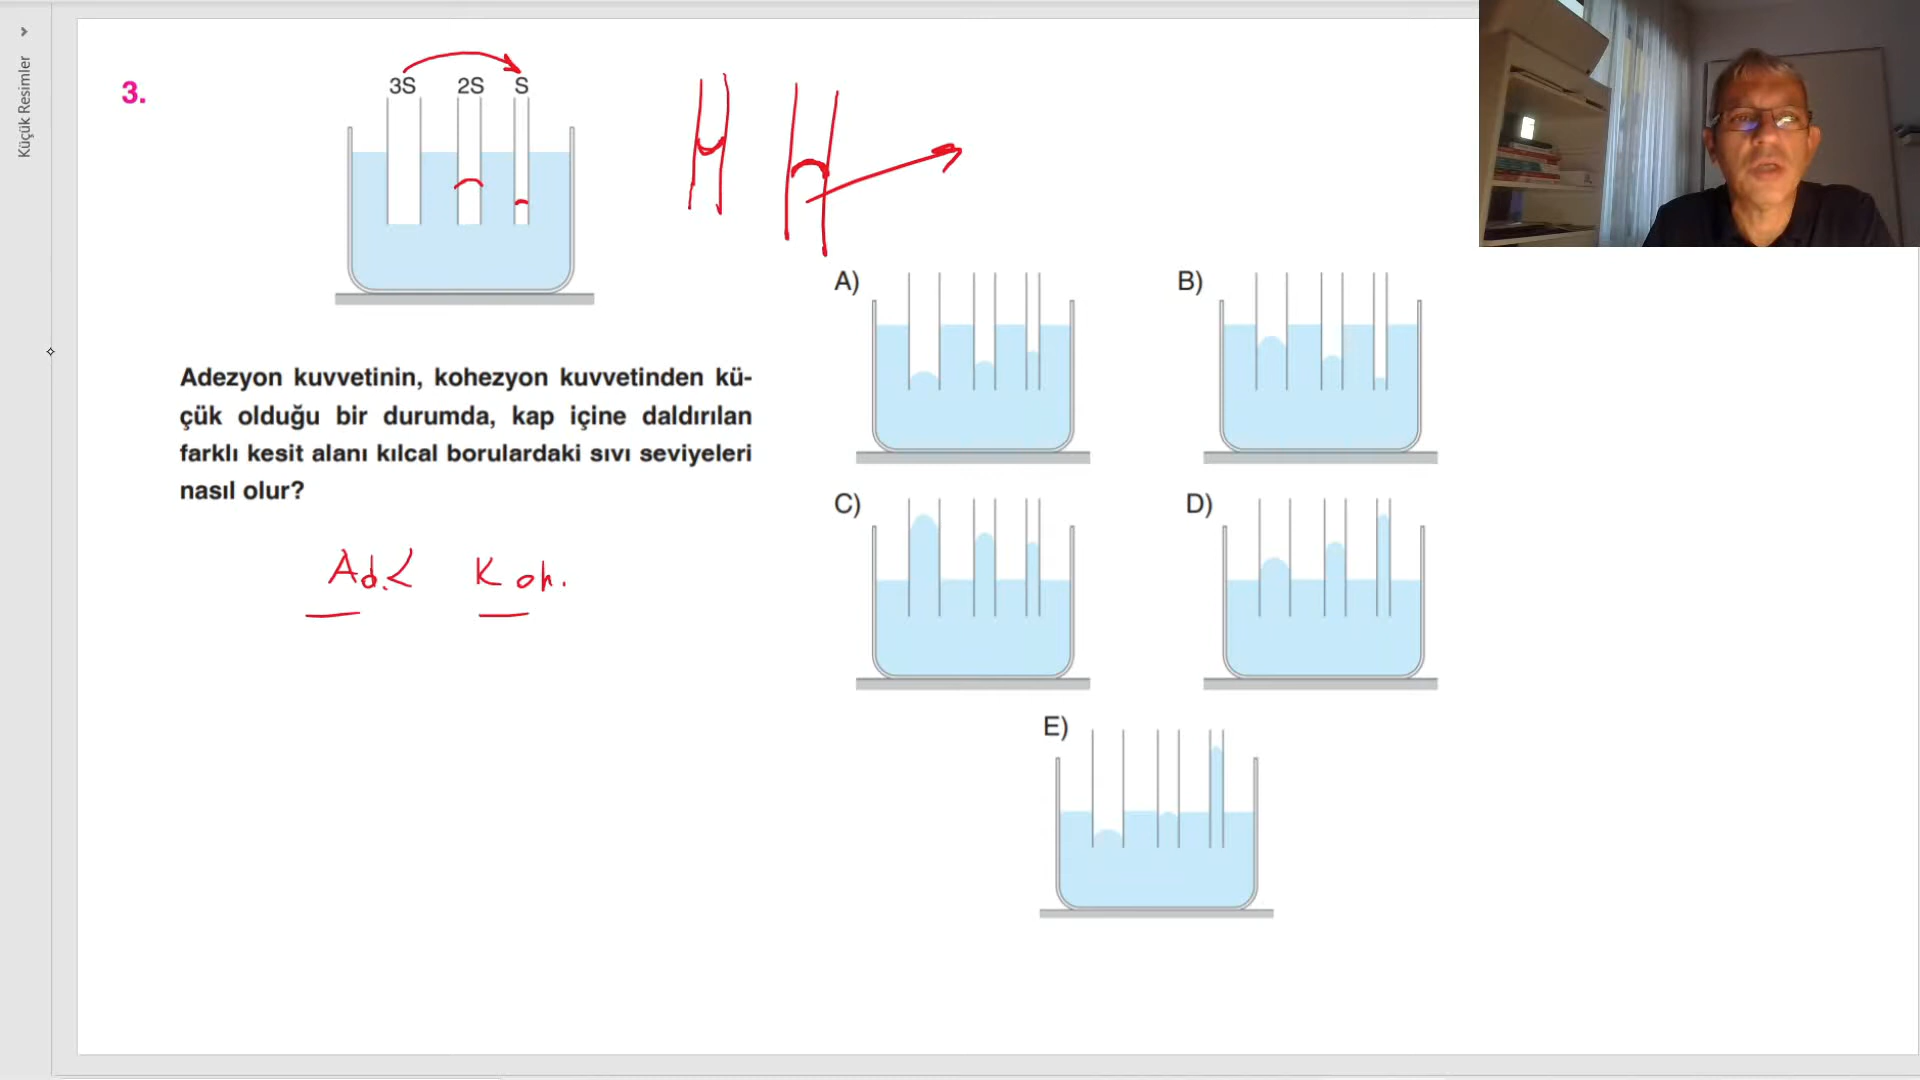 Küçük Resimler
3.
3S 2S S
Adezyon kuvvetinin, kohezyon kuvvetinden kü-
çük olduğu bir durumda, kap içine daldırılan
farklı kesit alanı kılcal borulardaki sıvı seviyeleri
nasıl olur?
Ad. < Koh.
A)
B)
C)
D)
E)